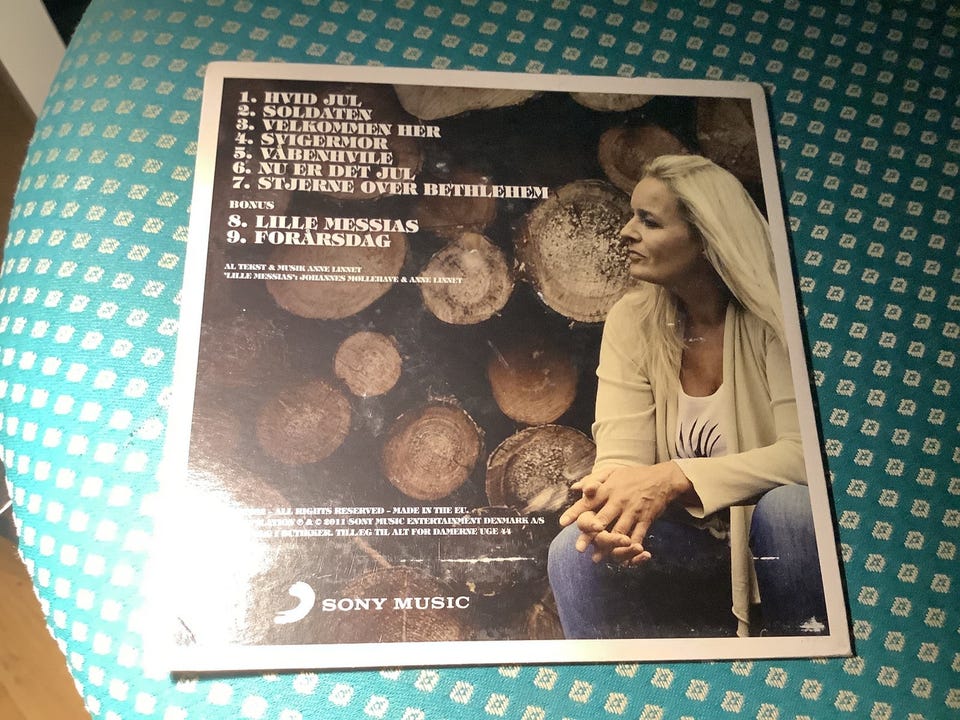 1. HVID JUL
2. SOLDATEN
3. VELKOMMEN HER
4. SVIGERMOR
5. VÅBENHVILE
6. NU ER DET JUL
7. STJERNE OVER BETHLEHEM
BONUS
8. LILLE MESSIAS
9. FORÅRSDAG
AL TEKST & MUSIK ANNE LINNET
"LILLE MESSIAS": JOHANNES MØLLEHAVE & ANNE LINNET
- ALL RIGHTS RESERVED - MADE IN THE EU.
℗ & © 2011 SONY MUSIC ENTERTAINMENT DENMARK A/S
BUTIKKER. TILLÆG TIL ALT FOR DAMERNE UGE 44
SONY MUSIC